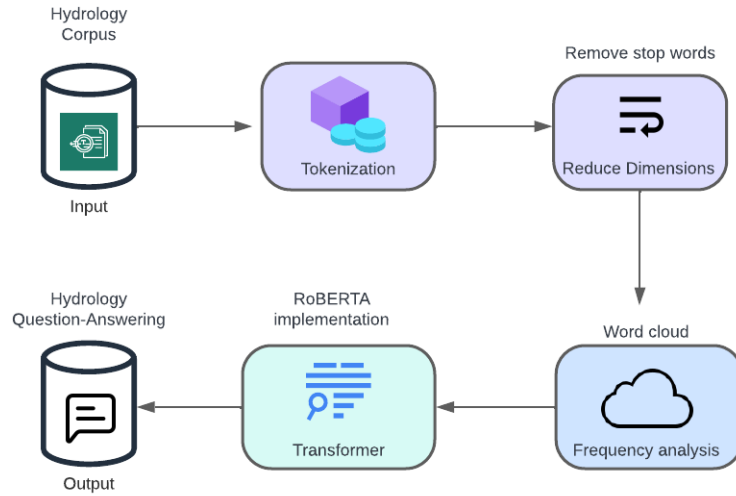 Hydrology
Corpus
Input
Tokenization
Remove stop words
Reduce Dimensions
Word cloud
Frequency analysis
RoBERTA
implementation
Transformer
Hydrology
Question-Answering
Output